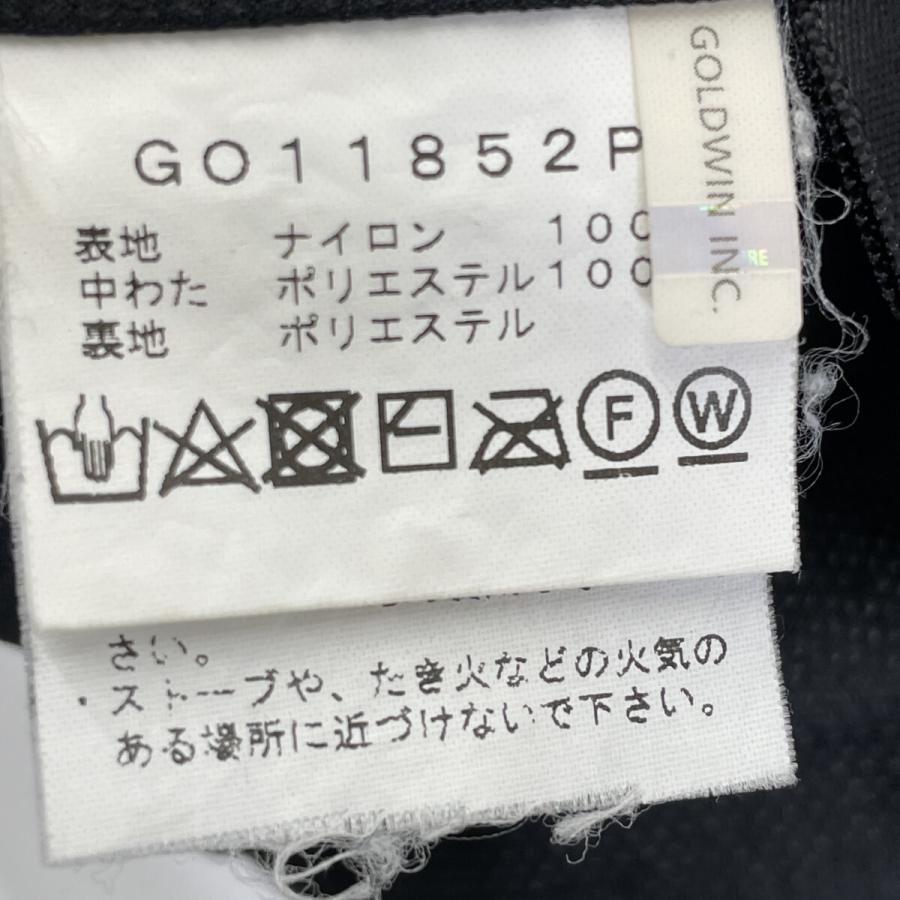 GO11852P
表地 ナイロン 100
中わた ポリエステル100
裏地 ポリエステル
GOLDWIN INC.
RE
F
W
さい。
・ストーブや、たき火などの火気の
ある場所に近づけないで下さい。